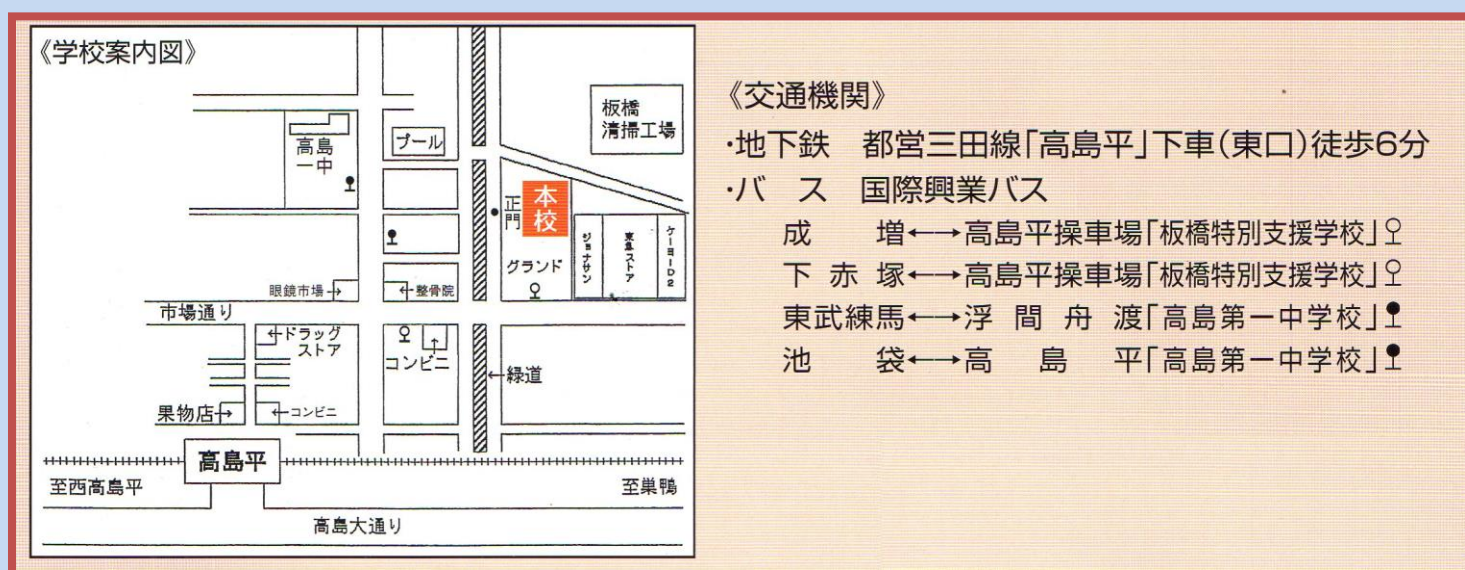 《学校案内図》
板橋
清掃工場
高島
一中
プール
本校
正門
グランド
ジョナサン
東島ストア
ケーヨーD2
眼鏡市場→
←整骨院
市場通り
←ドラッグ
ストア
コンビニ
←緑道
果物店→
←コンビニ
高島平
至西高島平
至巣鴨
高島大通り
《交通機関》
・地下鉄 都営三田線「高島平」下車(東口)徒歩6分
・バス 国際興業バス
成増←→高島平操車場「板橋特別支援学校」
下赤塚←→高島平操車場「板橋特別支援学校」
東武練馬←→浮間舟渡「高島第一中学校」
池袋←→高島平「高島第一中学校」